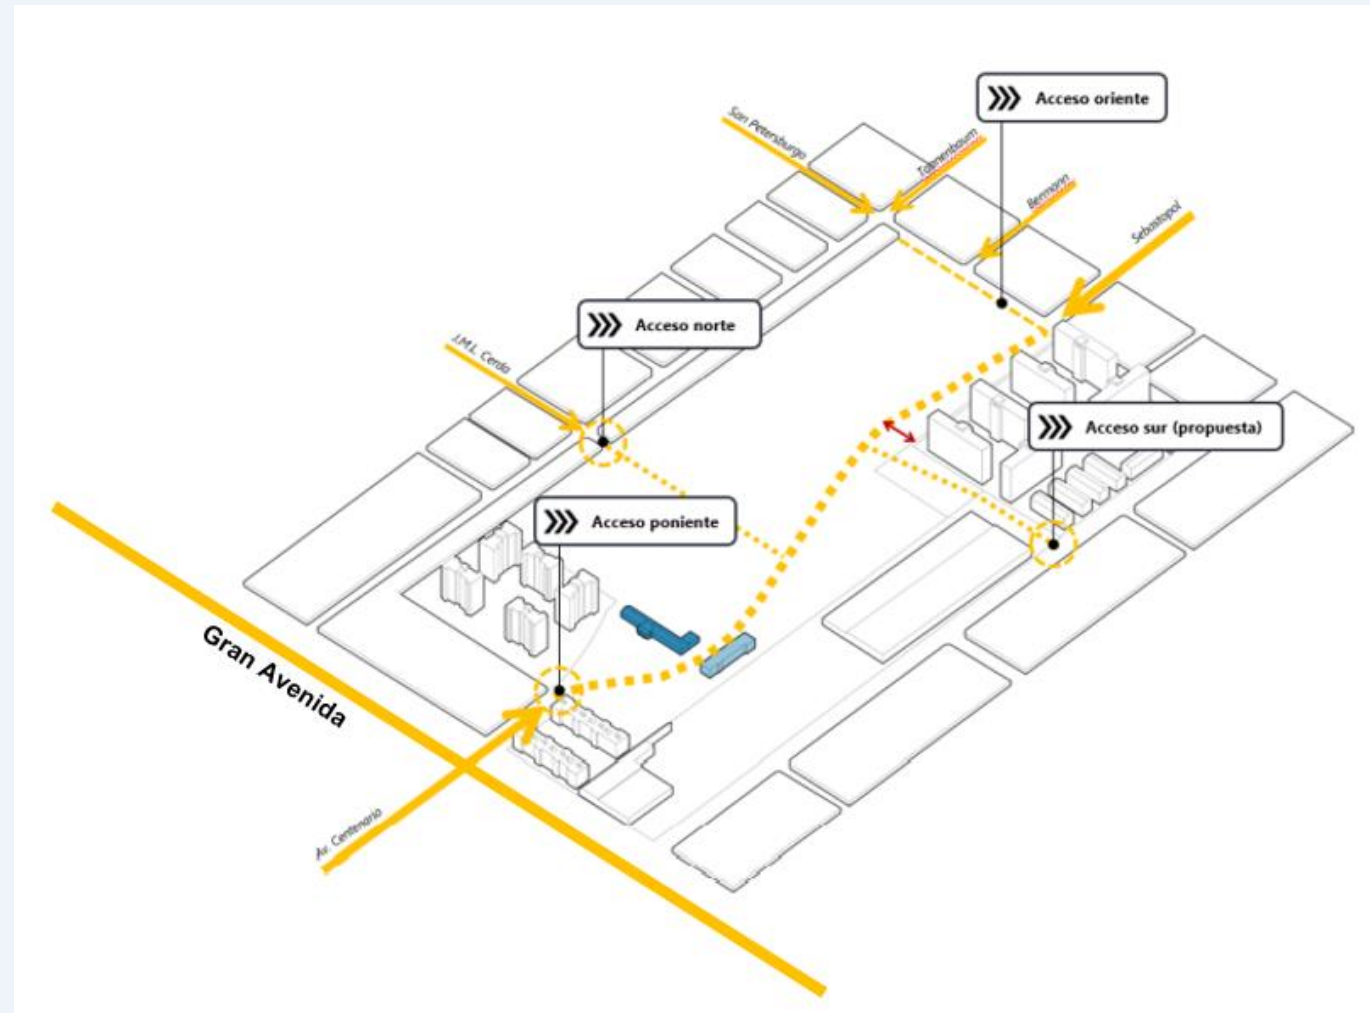 Acceso oriente
San Petersburgo
Tannenbaum
Bermann
Sebastopol
Acceso norte
J.M.L. Cerda
Acceso sur (propuesta)
Acceso poniente
Gran Avenida
Av. Centenario